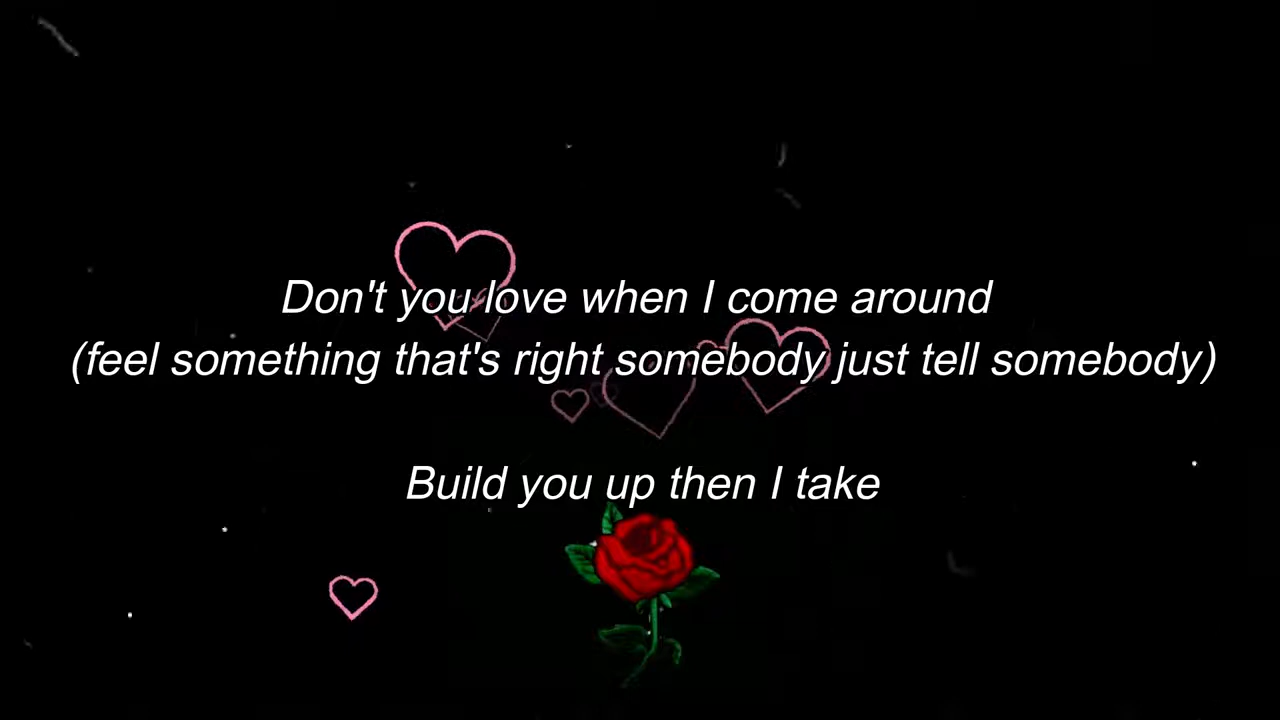 Don't you love when I come around
(feel something that's right somebody just tell somebody)
Build you up then I take